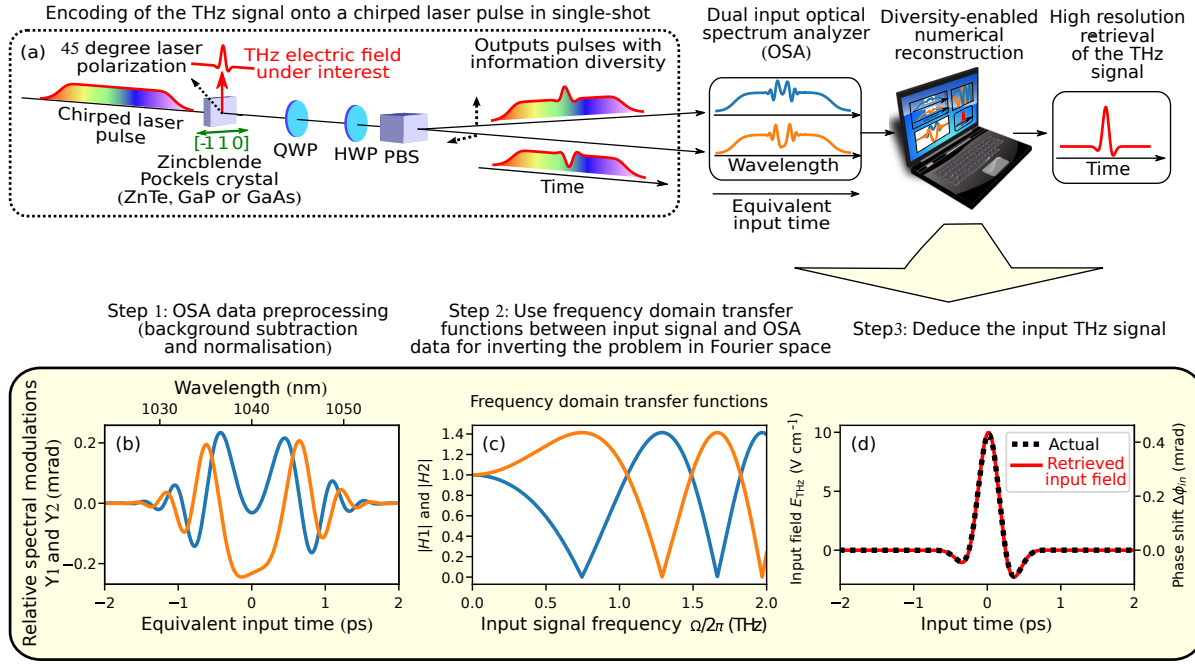 Encoding of the THz signal onto a chirped laser pulse in single-shot
(a)
45 degree laser
polarization
THz electric field
under interest
Chirped laser
pulse
[-1 1 0]
Zincblende
Pockels crystal
(ZnTe, GaP or GaAs)
QWP
HWP
PBS
Outputs pulses with
information diversity
Time
Dual input optical
spectrum analyzer
(OSA)
Wavelength
Equivalent
input time
Diversity-enabled
numerical
reconstruction
High resolution
retrieval
of the THz
signal
Time
Step 1: OSA data preprocessing
(background subtraction
and normalisation)
Step 2: Use frequency domain transfer
functions between input signal and OSA
data for inverting the problem in Fourier space
Step3: Deduce the input THz signal
Wavelength (nm)
1030 1040 1050
(b)
Relative spectral modulations
Y1 and Y2 (mrad)
0.2
0.0
−0.2
−2 −1 0 1 2
Equivalent input time (ps)
Frequency domain transfer functions
(c)
|H1| and |H2|
1.4
1.2
1.0
0.8
0.6
0.4
0.2
0.0
0.0 0.5 1.0 1.5 2.0
Input signal frequency Ω/2π (THz)
(d)
Actual
Retrieved
input field
Input field E_THz (V cm⁻¹)
10
5
0
−2 −1 0 1 2
Input time (ps)
Phase shift Δϕ_in (mrad)
0.4
0.2
0.0